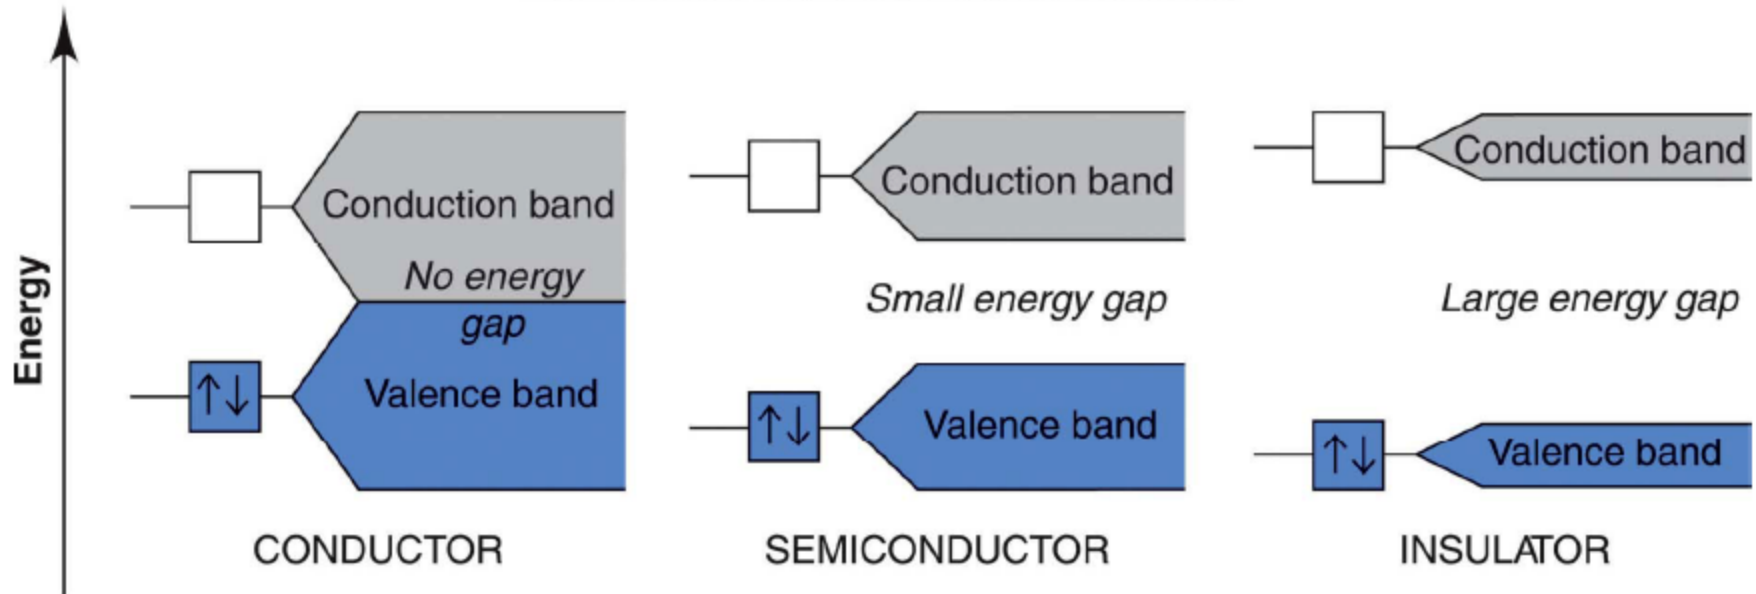 Energy
Conduction band
No energy
gap
Valence band
CONDUCTOR
↑↓
Conduction band
Small energy gap
Valence band
SEMICONDUCTOR
↑↓
Conduction band
Large energy gap
Valence band
INSULATOR
↑↓